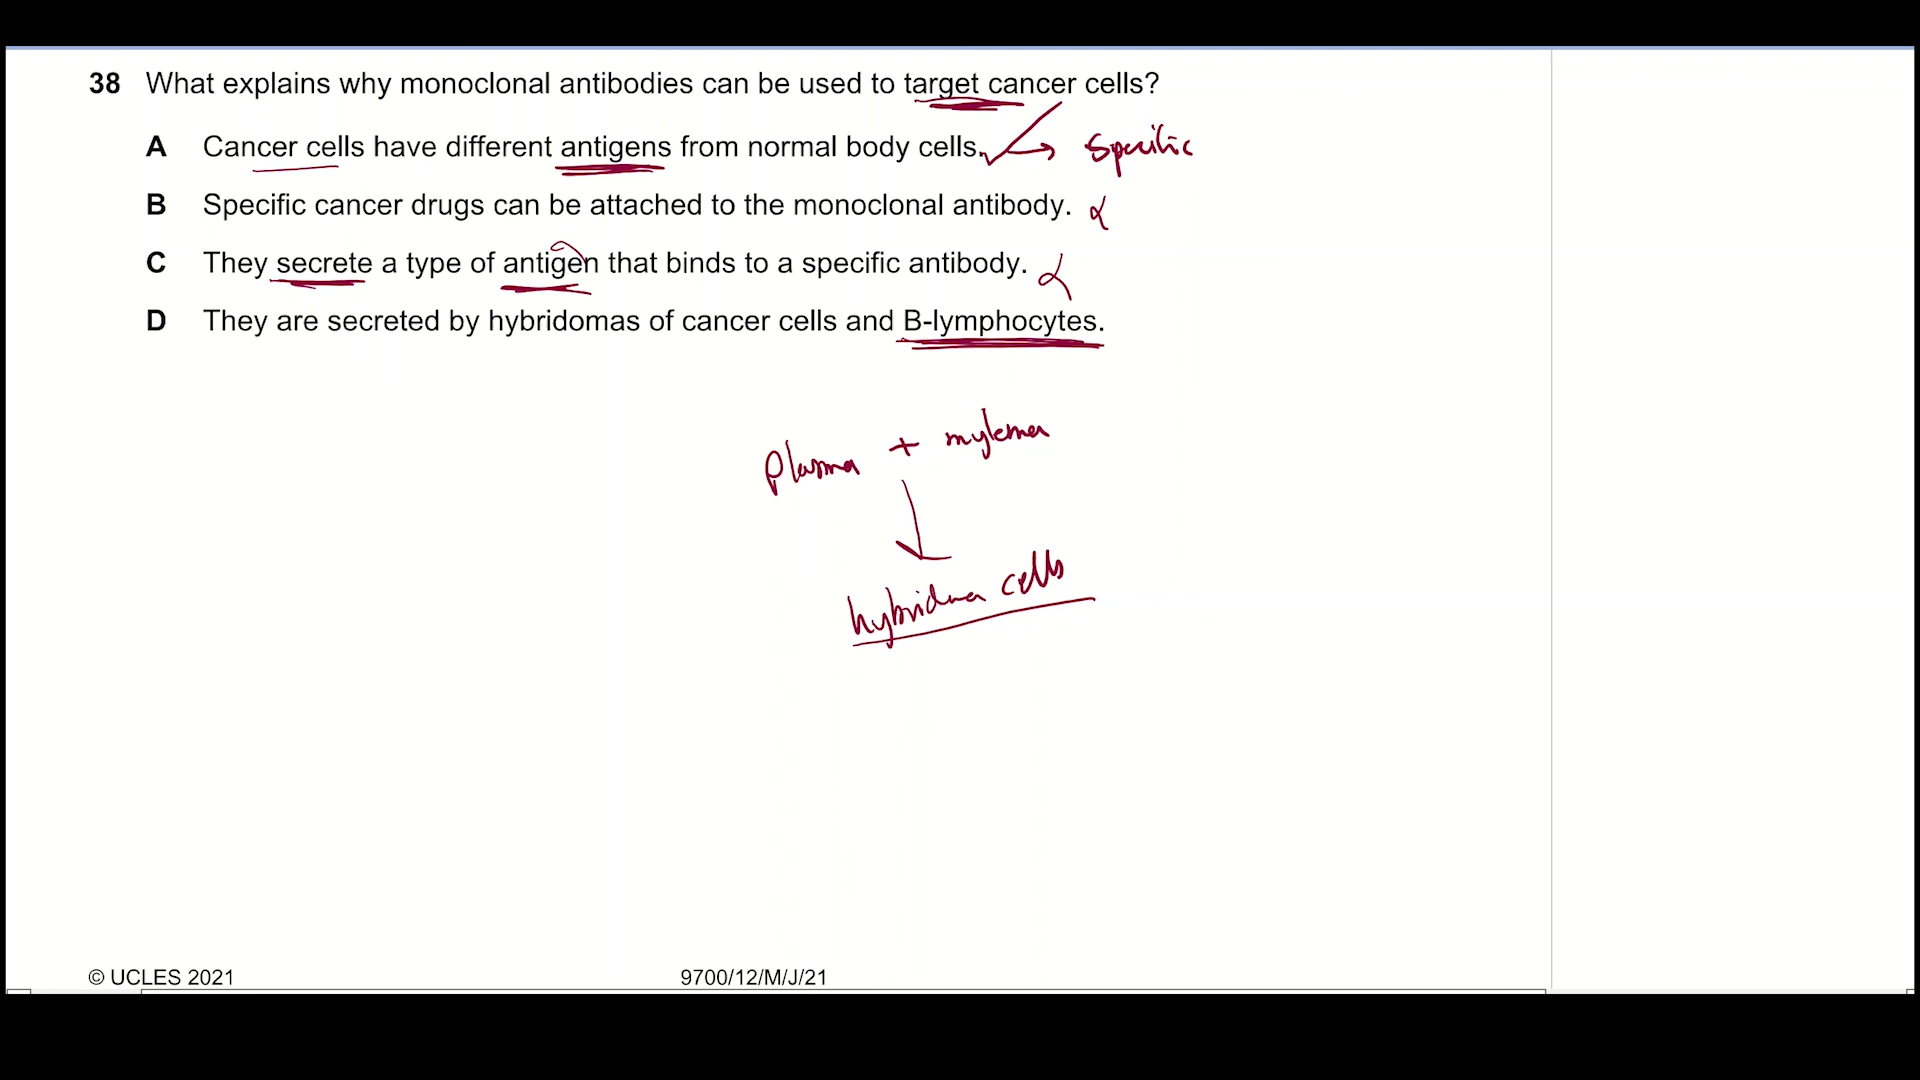 38 What explains why monoclonal antibodies can be used to target cancer cells?
A Cancer cells have different antigens from normal body cells. Specific
B Specific cancer drugs can be attached to the monoclonal antibody.
C They secrete a type of antigen that binds to a specific antibody.
D They are secreted by hybridomas of cancer cells and B-lymphocytes.
Plasma +
cells
© UCLES 2021 9700/12/M/J/21